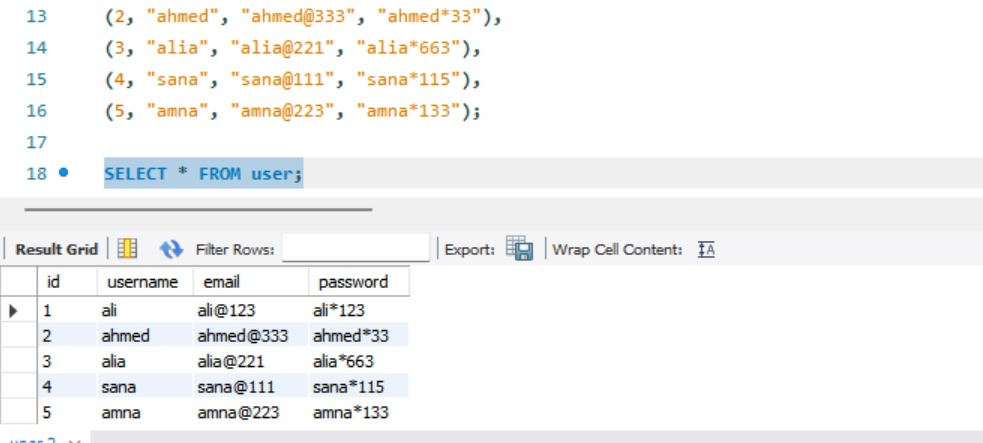 13 (2, "ahmed", "ahmed@333", "ahmed*33"),
14 (3, "alia", "alia@221", "alia*663"),
15 (4, "sana", "sana@111", "sana*115"),
16 (5, "amna", "amna@223", "amna*133");
17
18 SELECT * FROM user;
Result Grid Filter Rows: Export: Wrap Cell Content:
id username email password
1 ali ali@123 ali*123
2 ahmed ahmed@333 ahmed*33
3 alia alia@221 alia*663
4 sana sana@111 sana*115
5 amna amna@223 amna*133